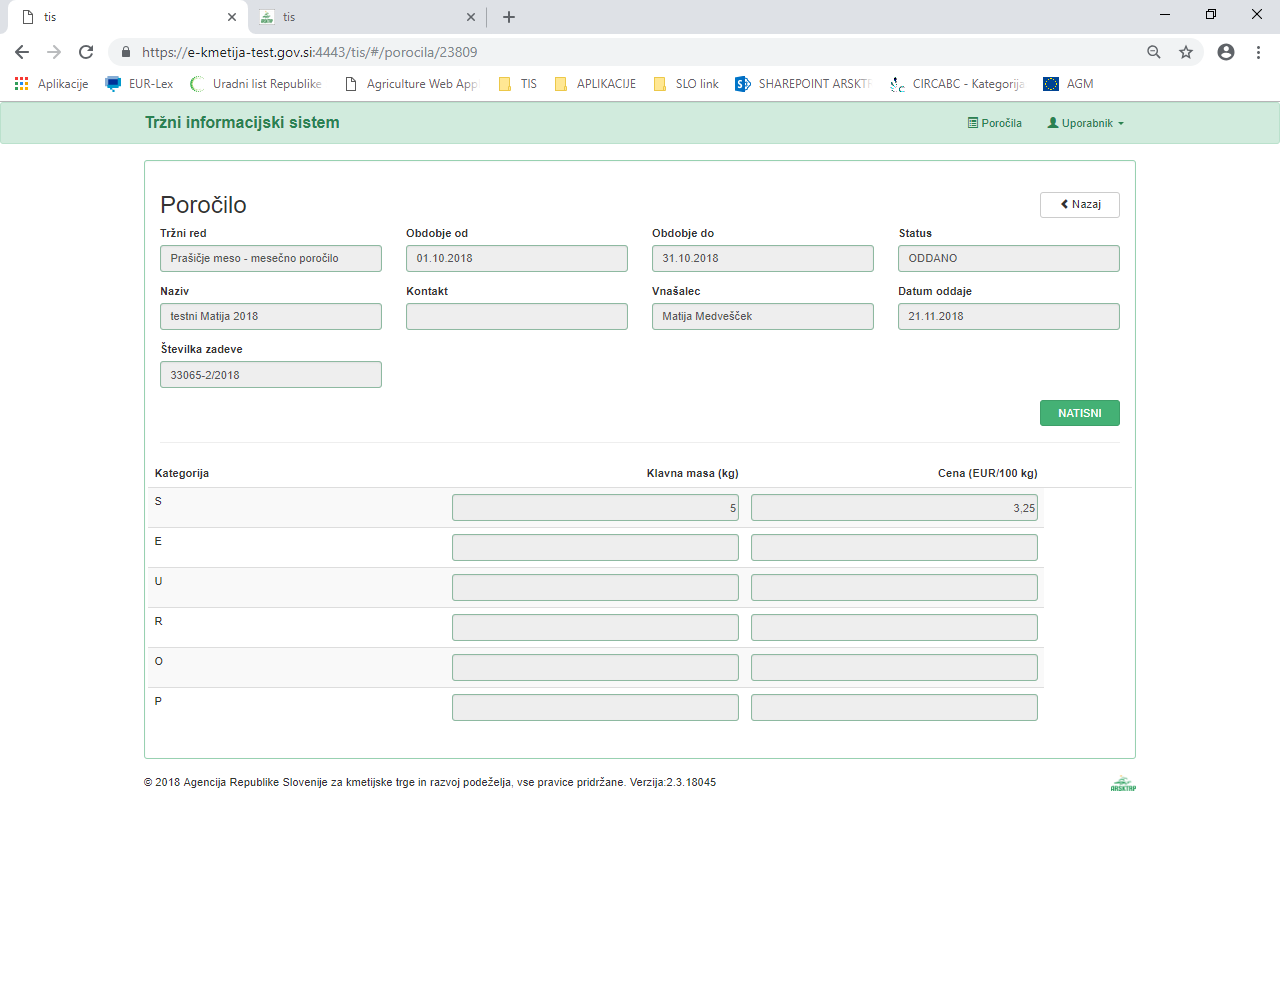 tis
tis
https://e-kmetija-test.gov.si:4443/tis/#/porocila/23809
Aplikacije EUR-Lex Uradni list Republike Agriculture Web App TIS APLIKACIJE SLO link SHAREPOINT ARSKTR CIRCABC - Kategorija AGM
Tržni informacijski sistem Poročila Uporabnik
Poročilo Nazaj
Tržni red Obdobje od Obdobje do Status
Prašičje meso - mesečno poročilo 01.10.2018 31.10.2018 ODDANO
Naziv Kontakt Vnašalec Datum oddaje
testni Matija 2018 Matija Medvešček 21.11.2018
Številka zadeve
33065-2/2018
NATISNI
Kategorija Klavna masa (kg) Cena (EUR/100 kg)
S 5 3,25
E
U
R
O
P
© 2018 Agencija Republike Slovenije za kmetijske trge in razvoj podeželja, vse pravice pridržane. Verzija:2.3.18045
ARSKTRP